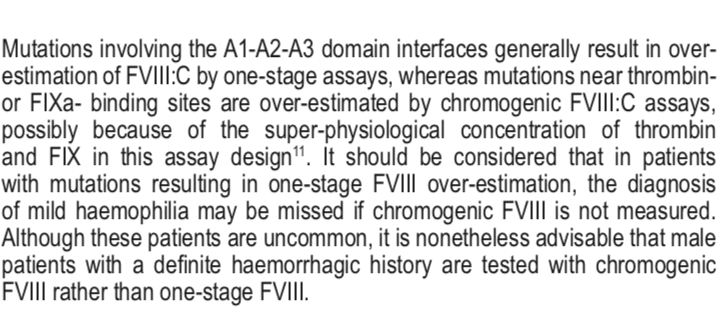 Mutations involving the A1-A2-A3 domain interfaces generally result in over-
estimation of FVIII:C by one-stage assays, whereas mutations near thrombin-
or FIXa- binding sites are over-estimated by chromogenic FVIII:C assays,
possibly because of the super-physiological concentration of thrombin
and FIX in this assay design¹¹. It should be considered that in patients
with mutations resulting in one-stage FVIII over-estimation, the diagnosis
of mild haemophilia may be missed if chromogenic FVIII is not measured.
Although these patients are uncommon, it is nonetheless advisable that male
patients with a definite haemorrhagic history are tested with chromogenic
FVIII rather than one-stage FVIII.